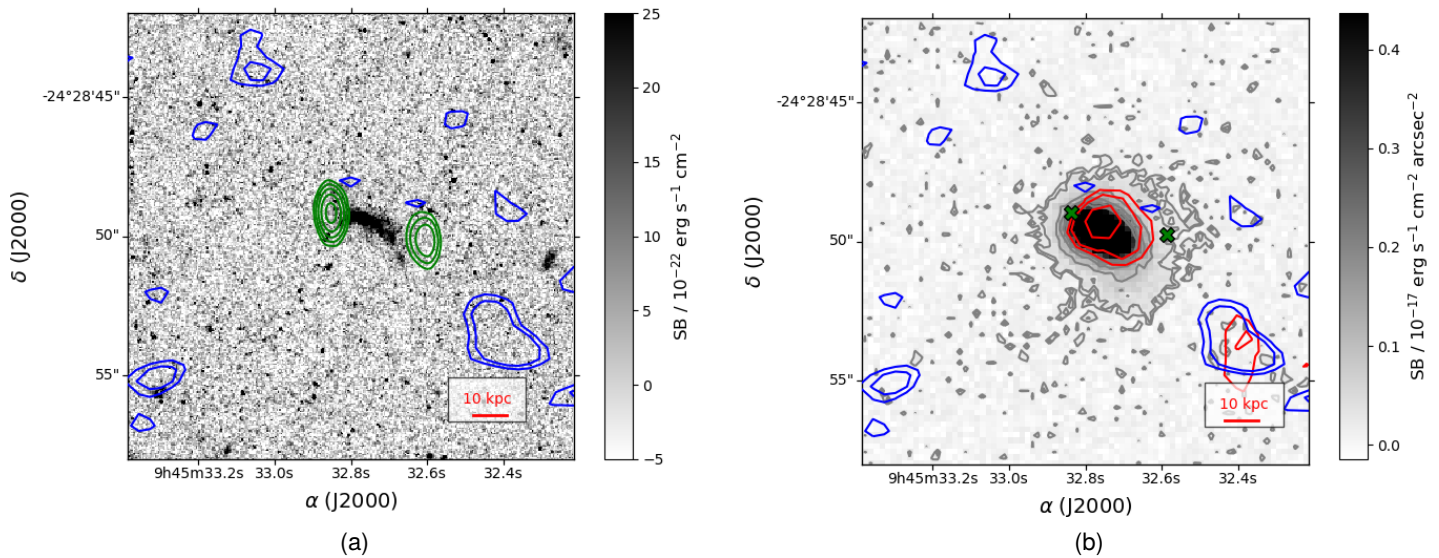 25
20
15
10
5
0
−5
SB / 10⁻²² erg s⁻¹ cm⁻²
-24°28'45"
50"
55"
δ (J2000)
10 kpc
9h45m33.2s 33.0s 32.8s 32.6s 32.4s
α (J2000)
(a)
0.4
0.3
0.2
0.1
0.0
SB / 10⁻¹⁷ erg s⁻¹ cm⁻² arcsec⁻²
-24°28'45"
50"
55"
δ (J2000)
10 kpc
9h45m33.2s 33.0s 32.8s 32.6s 32.4s
α (J2000)
(b)